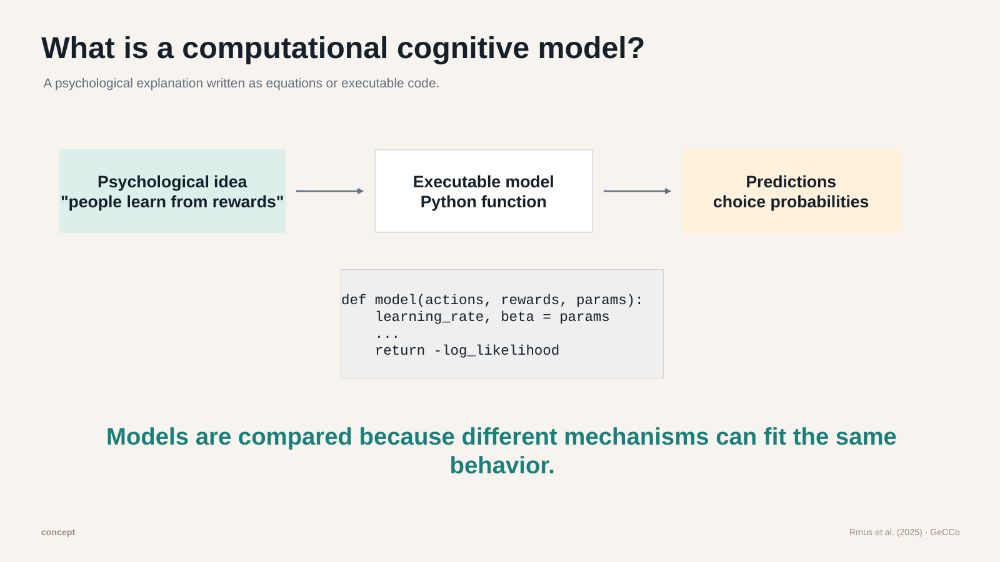 What is a computational cognitive model?
A psychological explanation written as equations or executable code.
Psychological idea
"people learn from rewards"
Executable model
Python function
Predictions
choice probabilities
def model(actions, rewards, params):
    learning_rate, beta = params
    ...
    return -log_likelihood
Models are compared because different mechanisms can fit the same
behavior.
concept
Rmus et al. (2025) · GeCCo